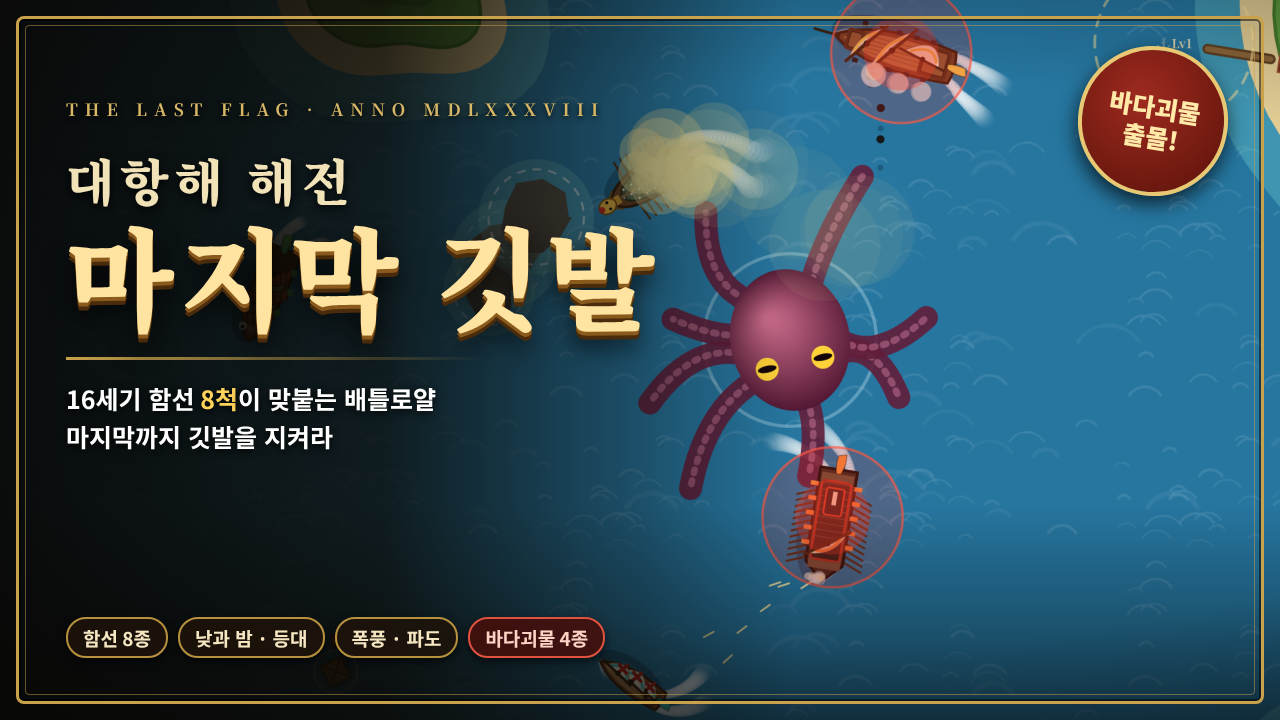 THE LAST FLAG · ANNO MDLXXXVIII
대항해 해전
마지막 깃발
16세기 함선 8척이 맞붙는 배틀로얄
마지막까지 깃발을 지켜라
함선 8종
낮과 밤 · 등대
폭풍 · 파도
바다괴물 4종
바다괴물
출몰!
Lv1